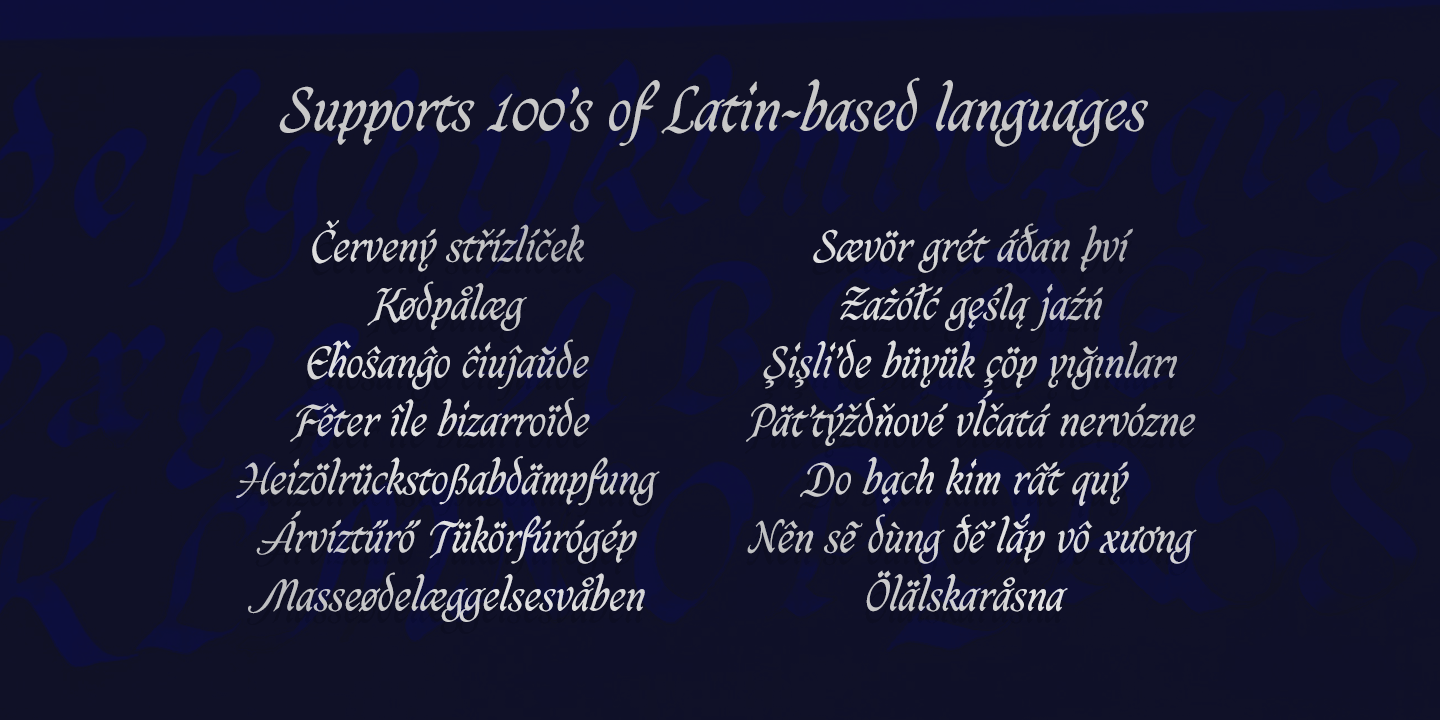 Supports 100's of Latin-based languages
Červený střízlíček
Kødpålæg
Eĥoŝanĝo ĉiuĵaŭde
Fêter île bizarroïde
Heizölrückstoßabdämpfung
Árvíztűrő Tükörfúrógép
Masseødelæggelsesvåben
Sævör grét áðan því
Zażółć gęślą jaźń
Şişli'de büyük çöp yığınları
Päťtýždňové vĺčatá nervózne
Do bạch kim rất quý
Nên sẽ dùng để lắp vô xương
Ölälskaråsna